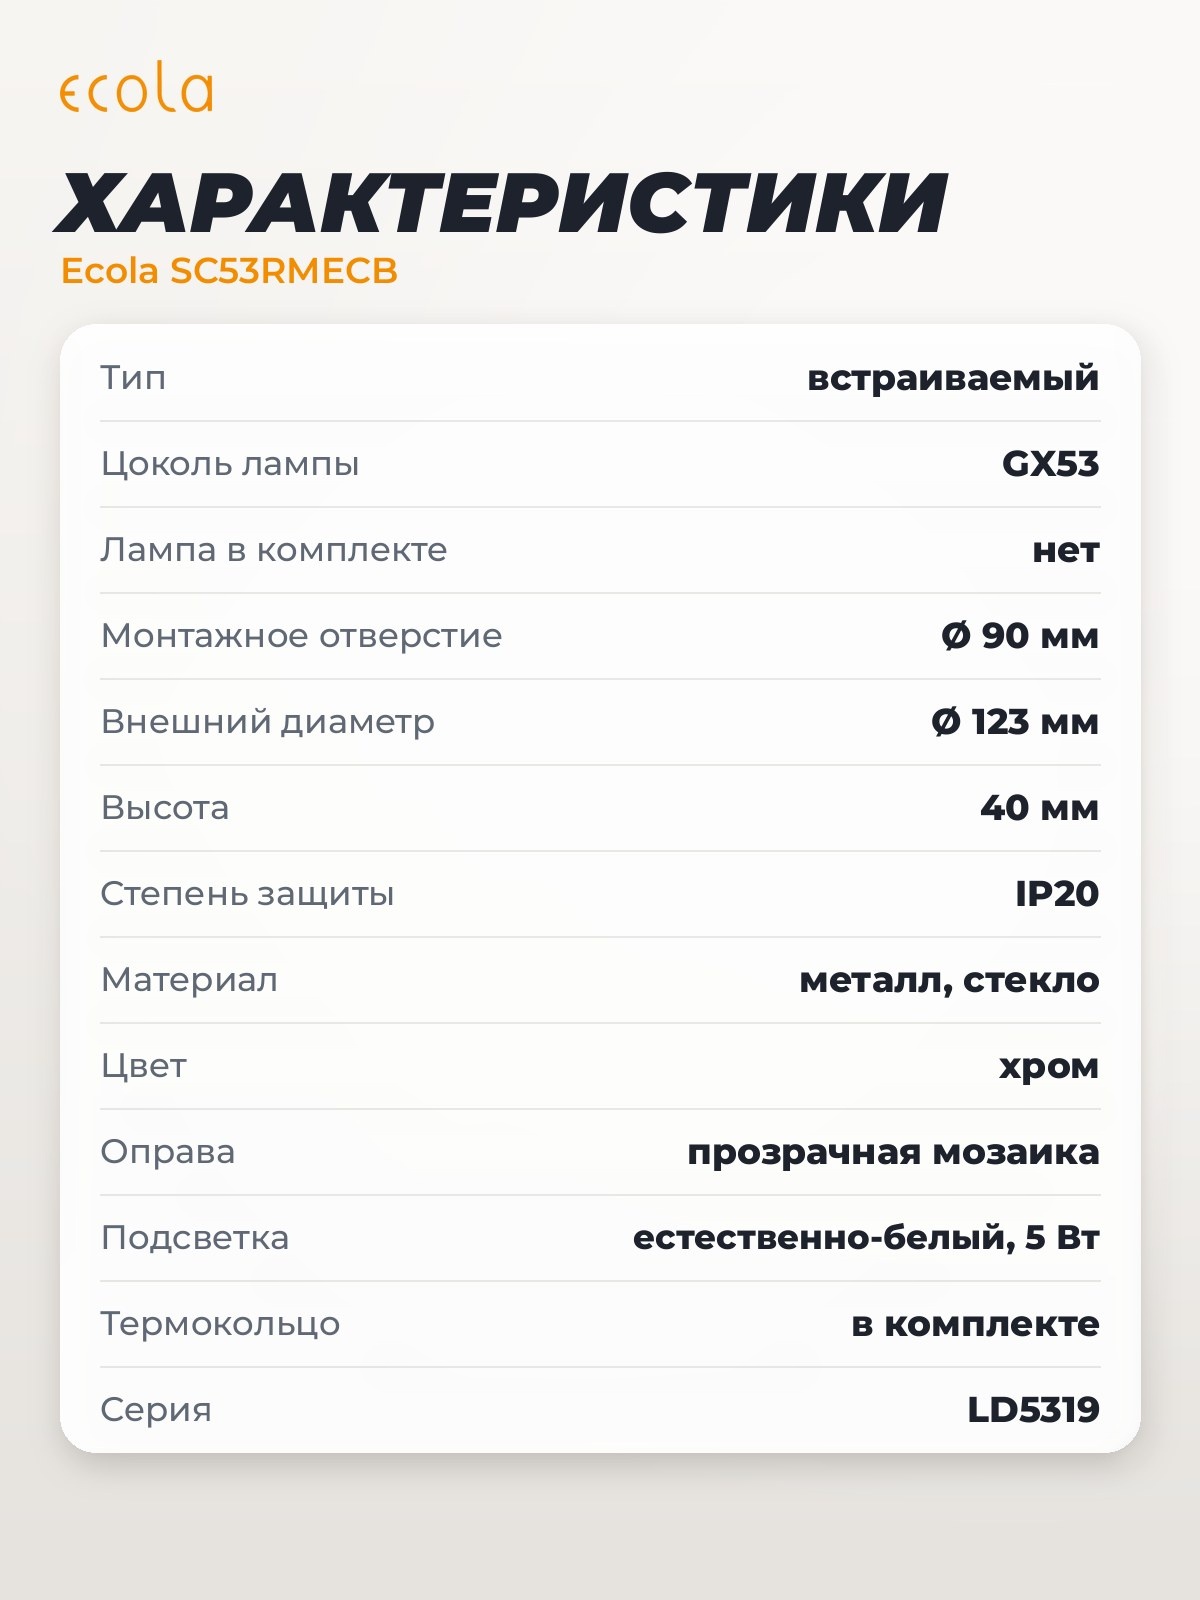 ecola
ХАРАКТЕРИСТИКИ
Ecola SC53RMECB
Тип встраиваемый
Цоколь лампы GX53
Лампа в комплекте нет
Монтажное отверстие Ø 90 мм
Внешний диаметр Ø 123 мм
Высота 40 мм
Степень защиты IP20
Материал металл, стекло
Цвет хром
Оправа прозрачная мозаика
Подсветка естественно-белый, 5 Вт
Термокольцо в комплекте
Серия LD5319